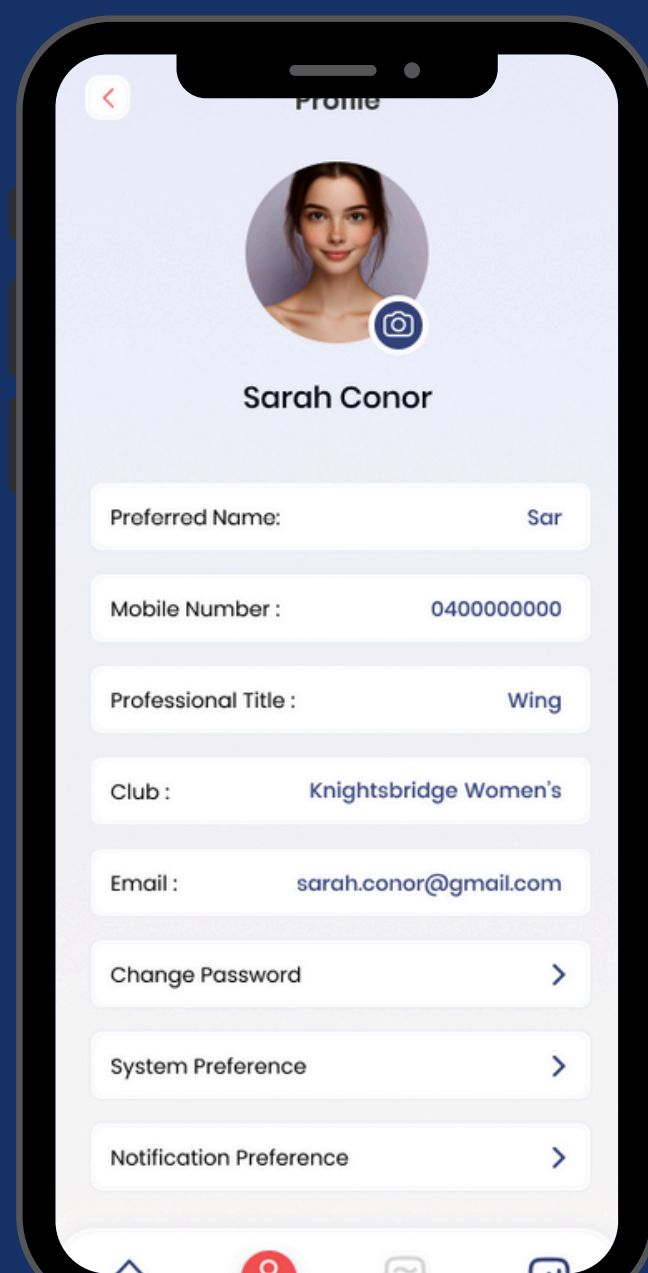 Profile
Sarah Conor
Preferred Name: Sar
Mobile Number : 0400000000
Professional Title : Wing
Club : Knightsbridge Women's
Email : sarah.conor@gmail.com
Change Password
System Preference
Notification Preference